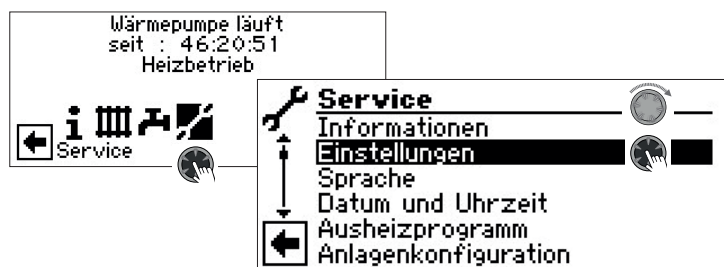 Wärmepumpe läuft
seit : 46:20:51
Heizbetrieb
Service
Service
Informationen
Einstellungen
Sprache
Datum und Uhrzeit
Ausheizprogramm
Anlagenkonfiguration